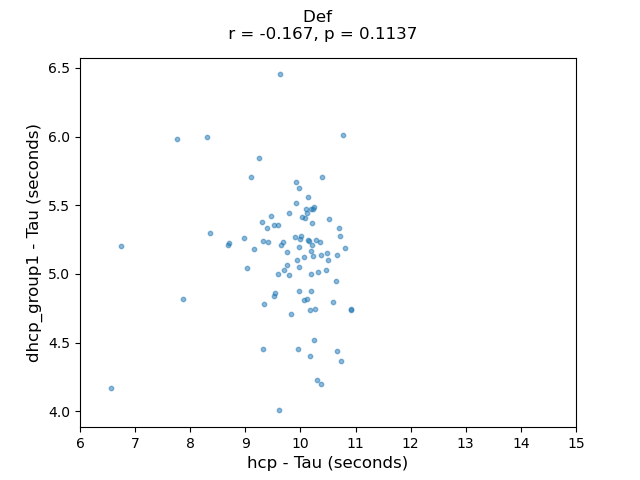 Def
r = -0.167, p = 0.1137
dhcp_group1 - Tau (seconds)
6.5
6.0
5.5
5.0
4.5
4.0
6 7 8 9 10 11 12 13 14 15
hcp - Tau (seconds)